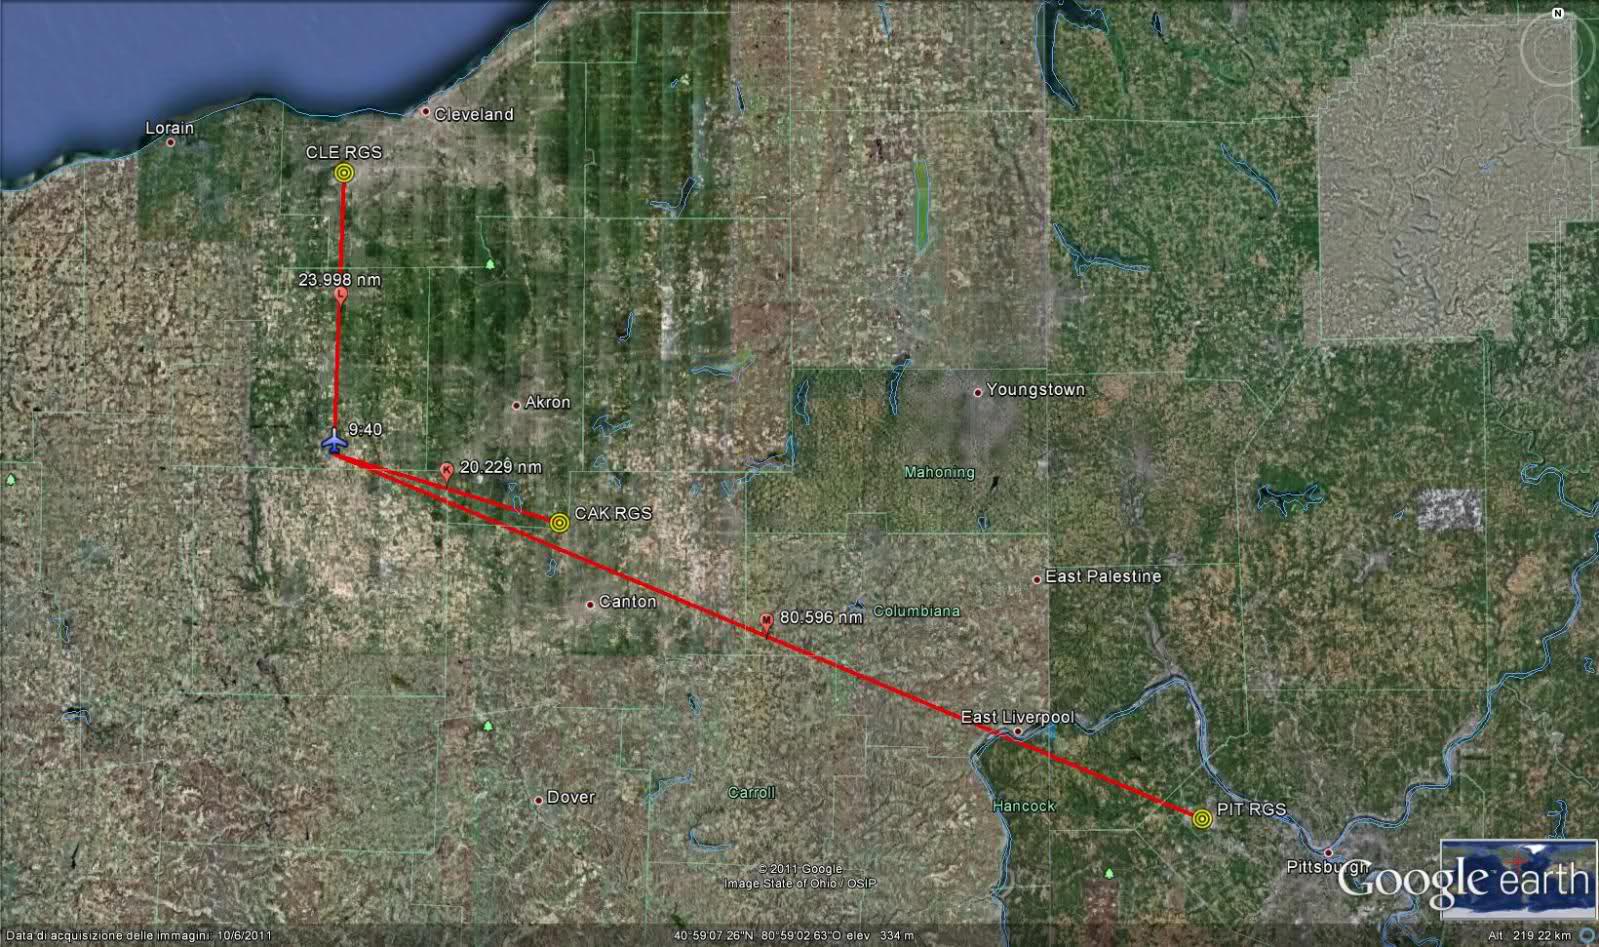 N
Cleveland
Lorain
CLE RGS
23.998 nm
L
Youngstown
Akron
9:40
K
20.229 nm
Mahoning
CAK RGS
East Palestine
Canton
Columbiana
M
80.596 nm
East Liverpool
Dover
Carroll
Hancock
PIT RGS
Pittsburgh
© 2011 Google
Image State of Ohio / OSIP
Google earth
Data di acquisizione delle immagini: 10/6/2011
40°59'07.26"N 80°59'02.63"O elev 334 m
Alt 219.22 km